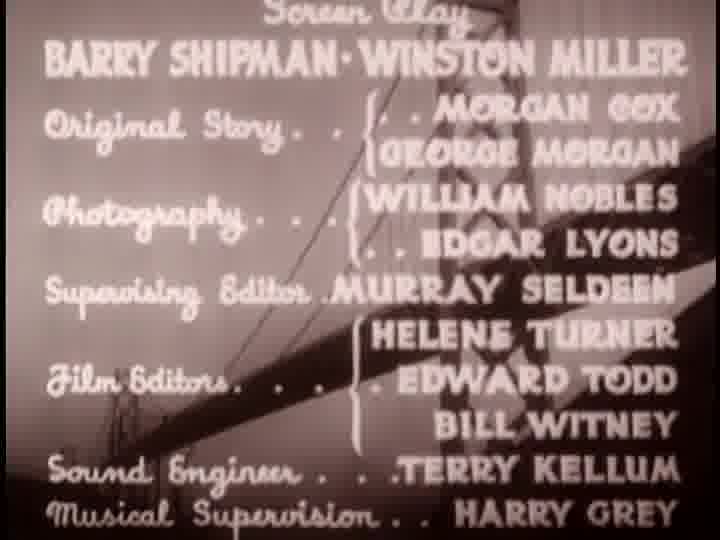 Screen Play
BARRY SHIPMAN · WINSTON MILLER
Original Story . . { . . MORGAN COX
GEORGE MORGAN
Photography . . . { WILLIAM NOBLES
. . EDGAR LYONS
Supervising Editor . MURRAY SELDEEN
Film Editors . . . { HELENE TURNER
. EDWARD TODD
BILL WITNEY
Sound Engineer . . . TERRY KELLUM
Musical Supervision . . HARRY GREY